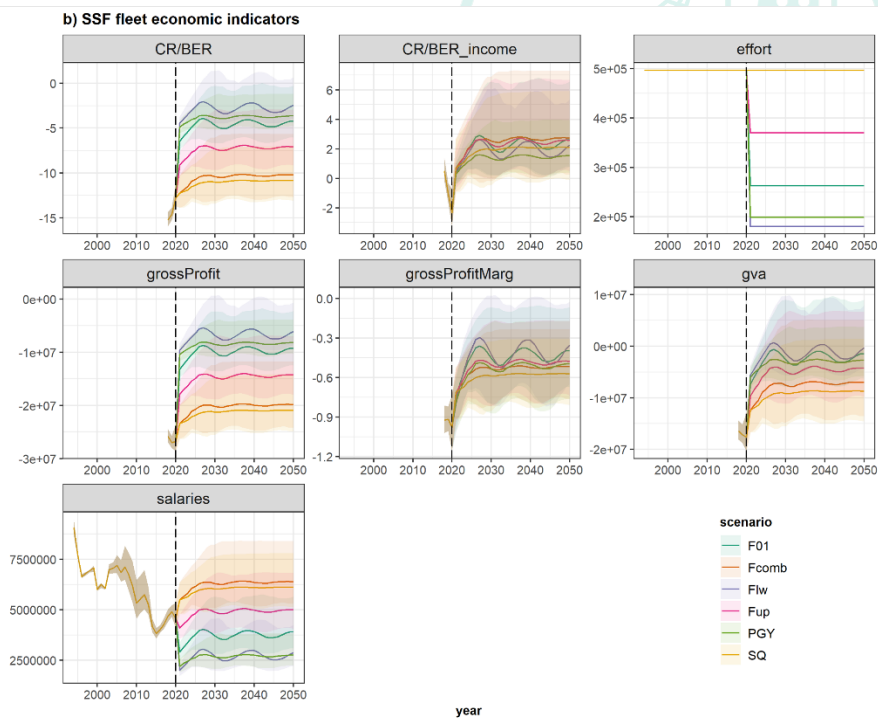 b) SSF fleet economic indicators
CR/BER
CR/BER_income
effort
0
-5
-10
-15
6
4
2
0
-2
5e+05
4e+05
3e+05
2e+05
2000 2010 2020 2030 2040 2050
2000 2010 2020 2030 2040 2050
2000 2010 2020 2030 2040 2050
grossProfit
grossProfitMarg
gva
0e+00
-1e+07
-2e+07
-3e+07
0.0
-0.3
-0.6
-0.9
-1.2
1e+07
0e+00
-1e+07
-2e+07
2000 2010 2020 2030 2040 2050
2000 2010 2020 2030 2040 2050
2000 2010 2020 2030 2040 2050
salaries
7500000
5000000
2500000
2000 2010 2020 2030 2040 2050
scenario
F01
Fcomb
Flw
Fup
PGY
SQ
year